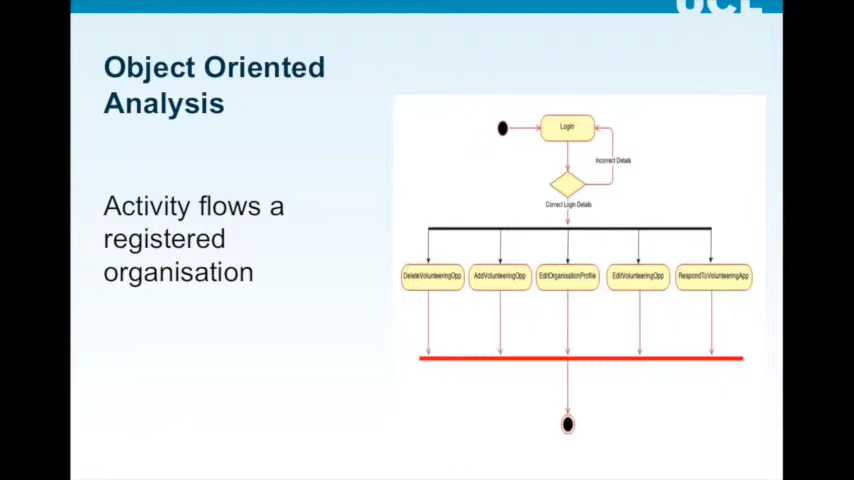 UCL
Object Oriented
Analysis
Activity flows a
registered
organisation
Login
Incorrect Details
Correct Login Details
DeleteVolunteeringOpp
AddVolunteeringOpp
EditOrganisationProfile
EditVolunteeringOpp
RespondToVolunteeringApp